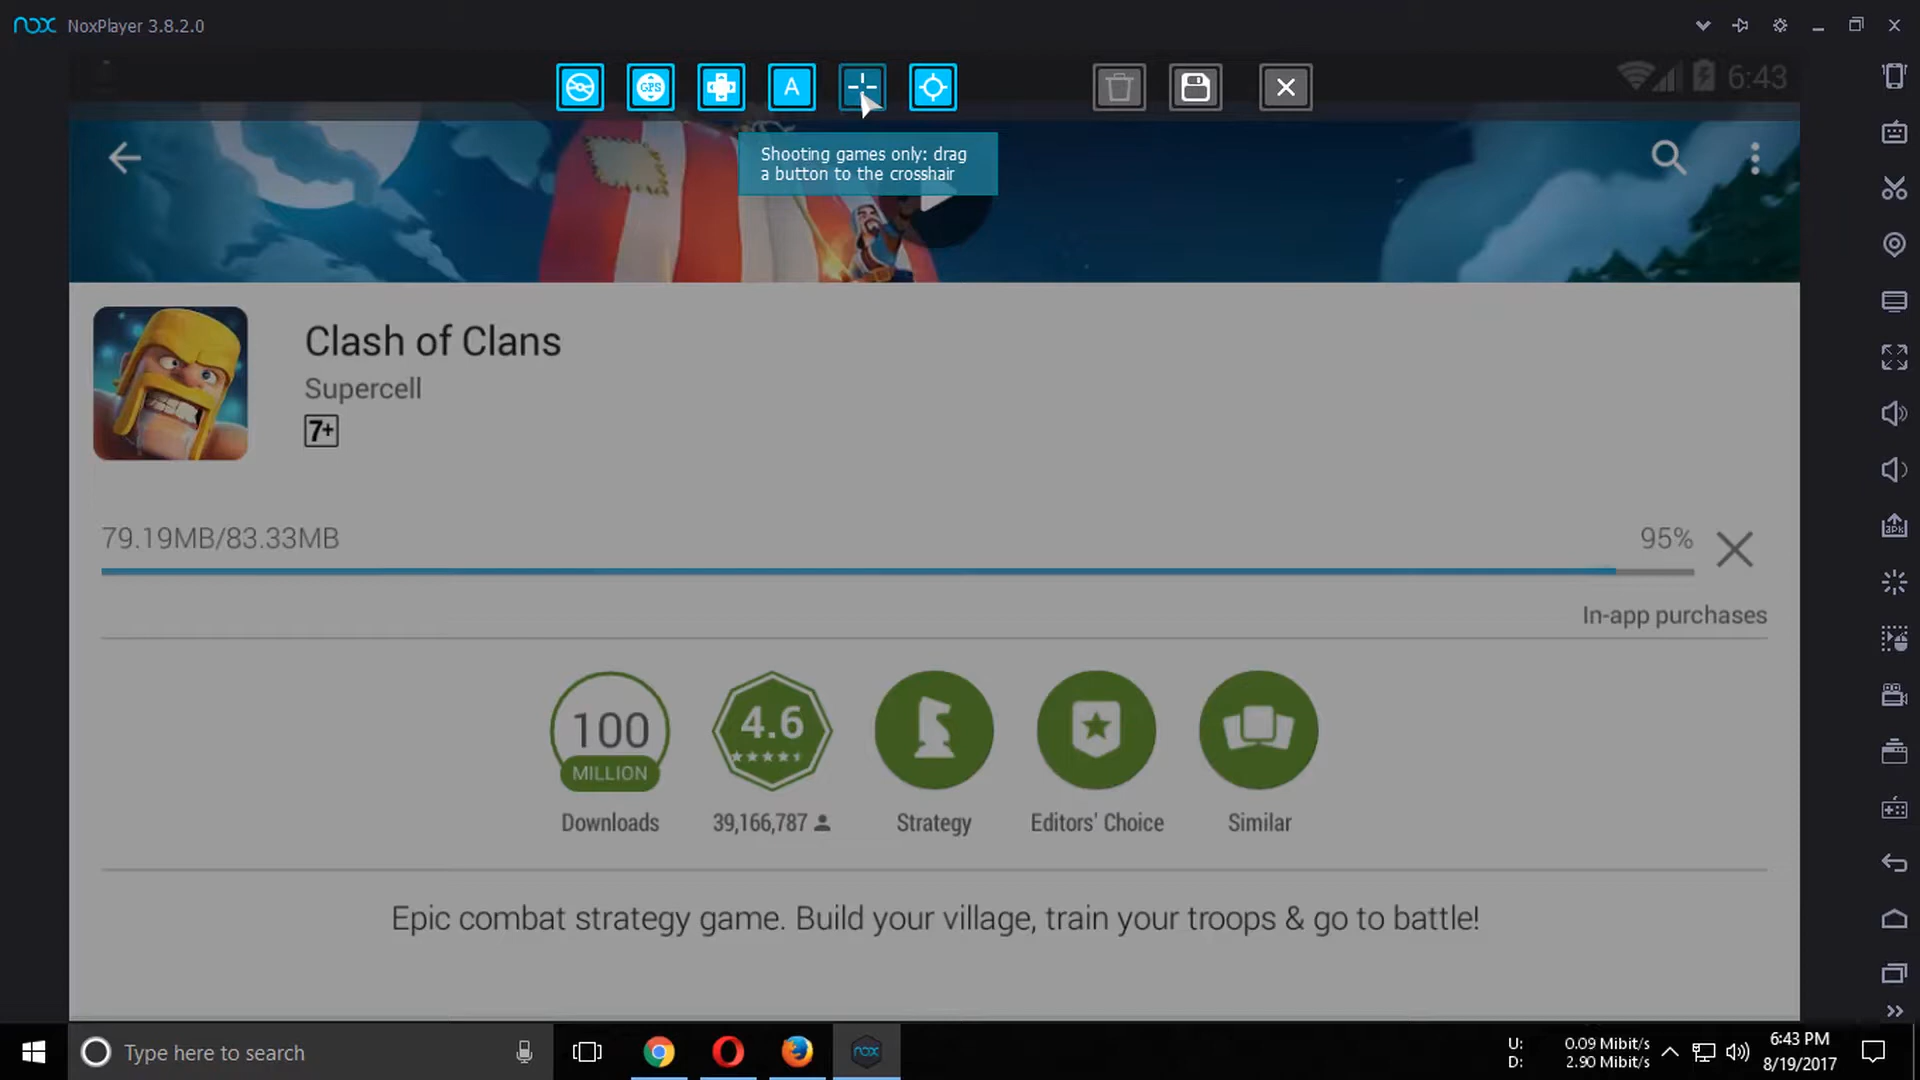 nox NoxPlayer 3.8.2.0
GPS
A
6:43
Shooting games only: drag
a button to the crosshair
Clash of Clans
Supercell
7+
79.19MB/83.33MB
95%
In-app purchases
100
MILLION
4.6
Downloads
39,166,787
Strategy
Editors' Choice
Similar
Epic combat strategy game. Build your village, train your troops & go to battle!
Type here to search
nox
U: 0.09 Mibit/s
D: 2.90 Mibit/s
6:43 PM
8/19/2017